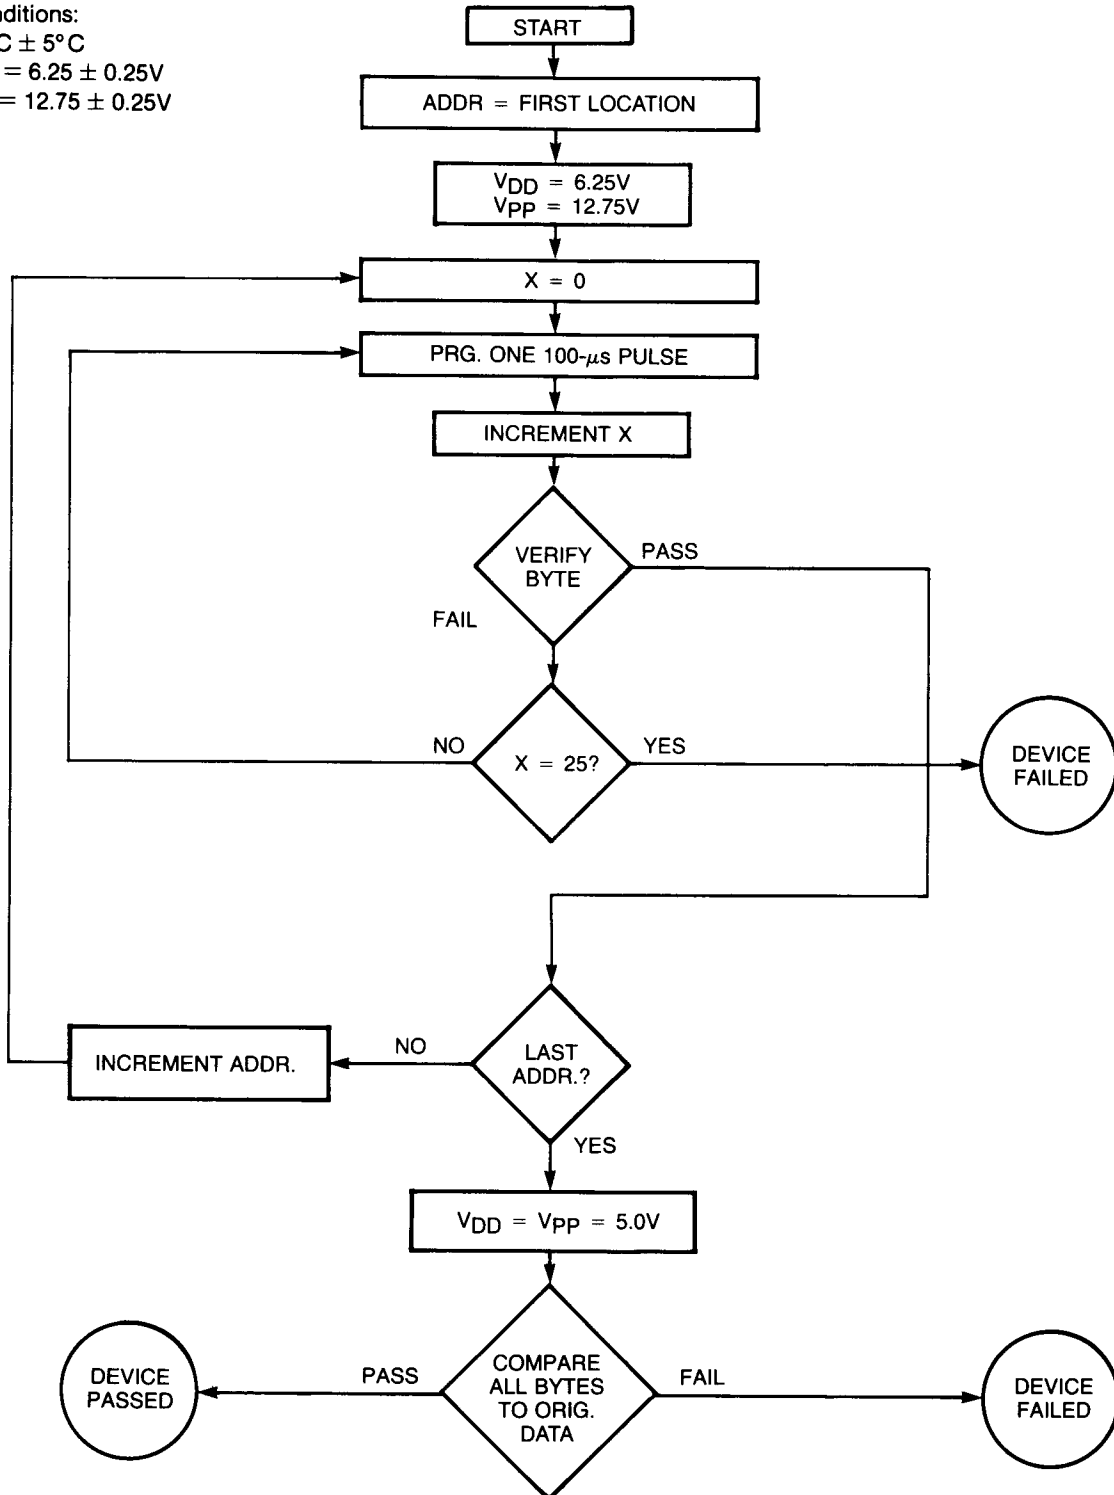 START
± 5°C
= 6.25 ± 0.25V
= 12.75 ± 0.25V
ADDR = FIRST LOCATION
VDD = 6.25V
VPP = 12.75V
X = 0
PRG. ONE 100-μs PULSE
INCREMENT X
VERIFY
BYTE
PASS
FAIL
X = 25?
NO
YES
DEVICE
FAILED
LAST
ADDR.?
NO
INCREMENT ADDR.
YES
VDD = VPP = 5.0V
COMPARE
ALL BYTES
TO ORIG.
DATA
PASS
DEVICE
PASSED
FAIL
DEVICE
FAILED